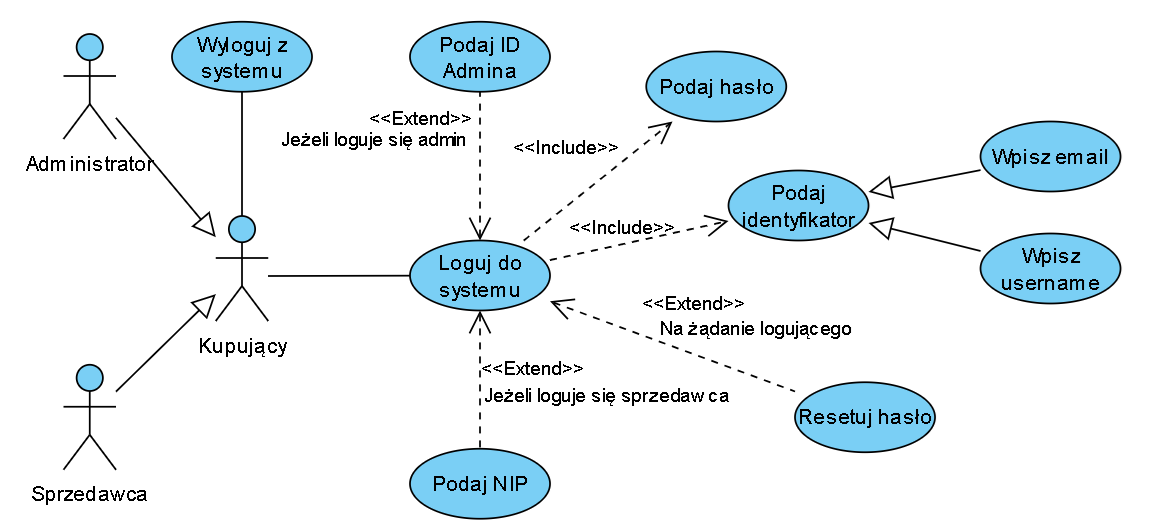 Wyloguj z
systemu
Podaj ID
Admina
Podaj hasło
<<Extend>>
Jeżeli loguje się admin
<<Include>>
Wpisz email
Administrator
Podaj
identyfikator
<<Include>>
Loguj do
systemu
Wpisz
username
<<Extend>>
Na żądanie logującego
Kupujący
<<Extend>>
Jeżeli loguje się sprzedawca
Resetuj hasło
Sprzedawca
Podaj NIP